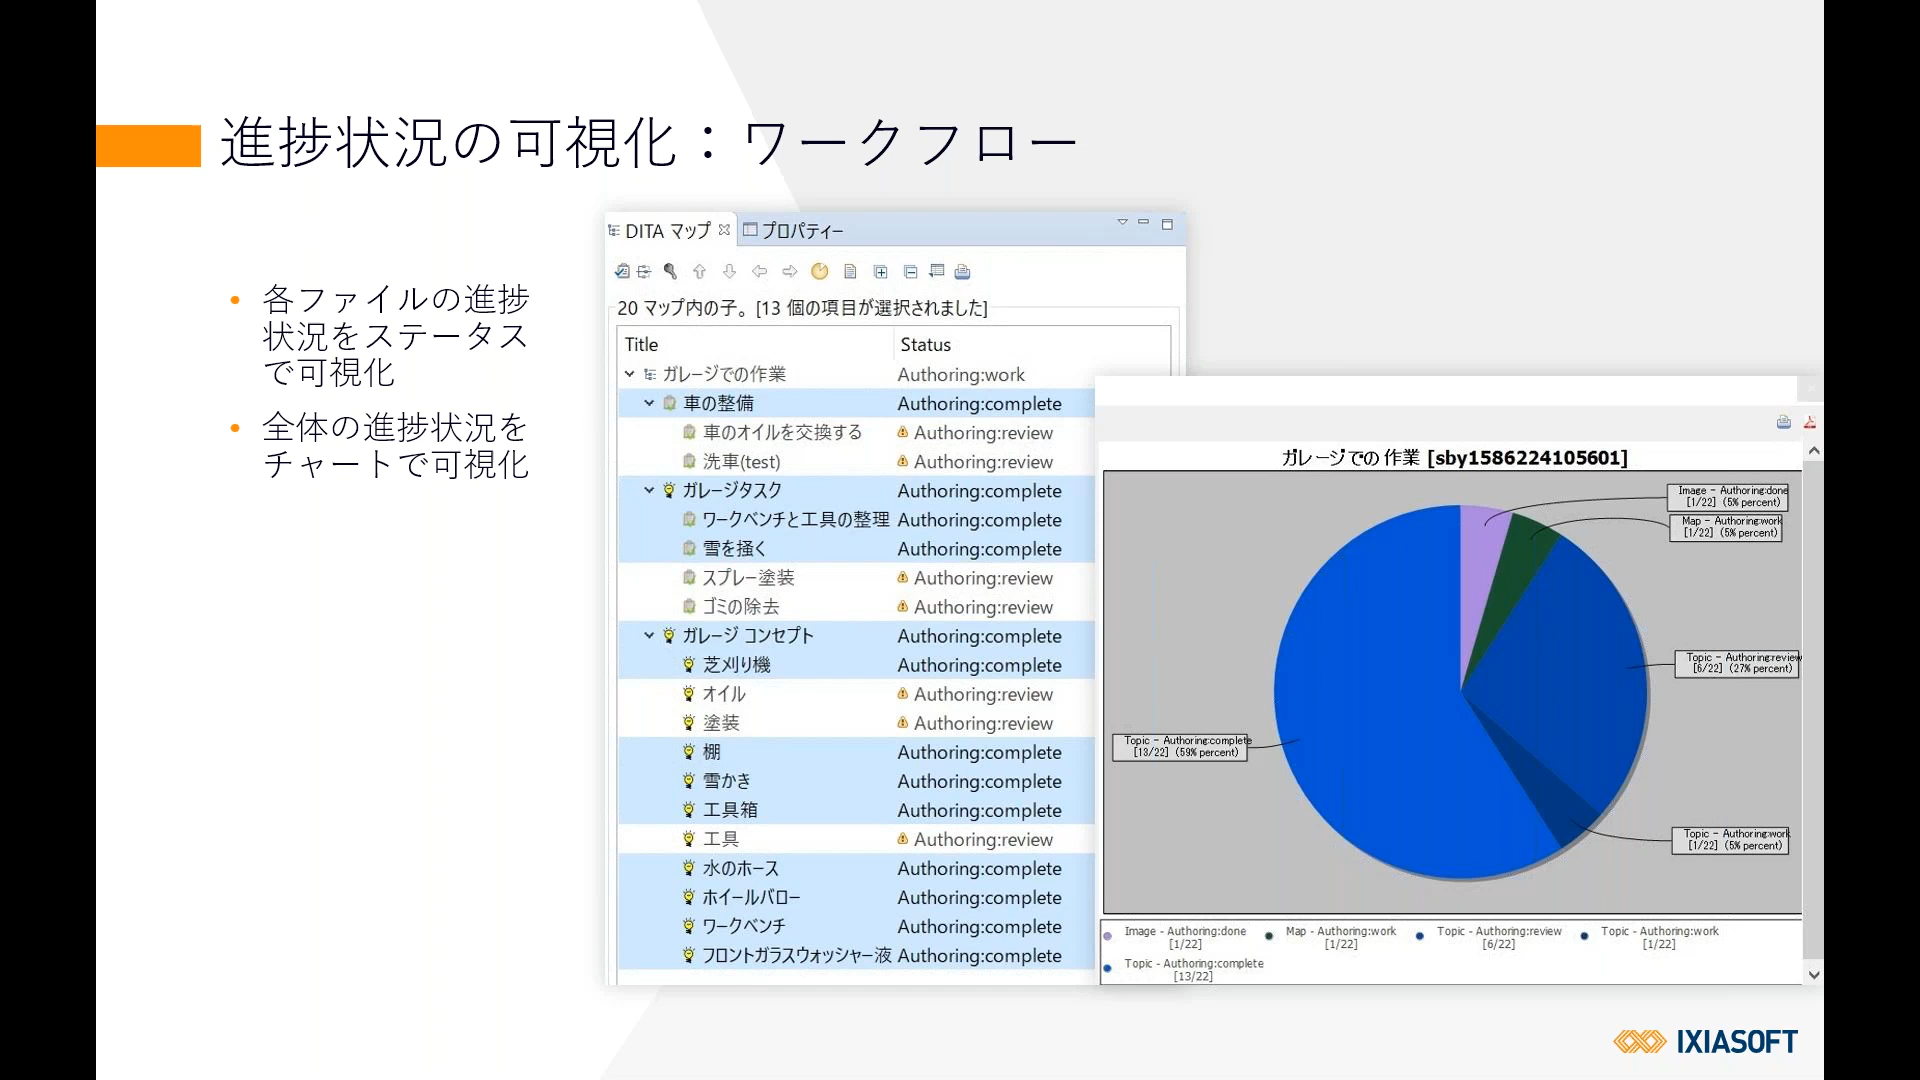 進捗状況の可視化：ワークフロー
• 各ファイルの進捗
状況をステータス
で可視化
• 全体の進捗状況を
チャートで可視化
DITA マップ
プロパティー
20 マップ内の子。[13 個の項目が選択されました]
Title Status
ガレージでの作業 Authoring:work
車の整備 Authoring:complete
車のオイルを交換する Authoring:review
洗車(test) Authoring:review
ガレージタスク Authoring:complete
ワークベンチと工具の整理 Authoring:complete
雪を掻く Authoring:complete
スプレー塗装 Authoring:review
ゴミの除去 Authoring:review
ガレージ コンセプト Authoring:complete
芝刈り機 Authoring:complete
オイル Authoring:review
塗装 Authoring:review
棚 Authoring:complete
雪かき Authoring:complete
工具箱 Authoring:complete
工具 Authoring:review
水のホース Authoring:complete
ホイールバロー Authoring:complete
ワークベンチ Authoring:complete
フロントガラスウォッシャー液 Authoring:complete
ガレージでの作業 [sby1586224105601]
Image - Authoring:done
[1/22] (5% percent)
Map - Authoring:work
[1/22] (5% percent)
Topic - Authoring:review
[6/22] (27% percent)
Topic - Authoring:complete
[13/22] (59% percent)
Topic - Authoring:work
[1/22] (5% percent)
Image - Authoring:done
[1/22]
Map - Authoring:work
[1/22]
Topic - Authoring:review
[6/22]
Topic - Authoring:work
[1/22]
Topic - Authoring:complete
[13/22]
IXIASOFT